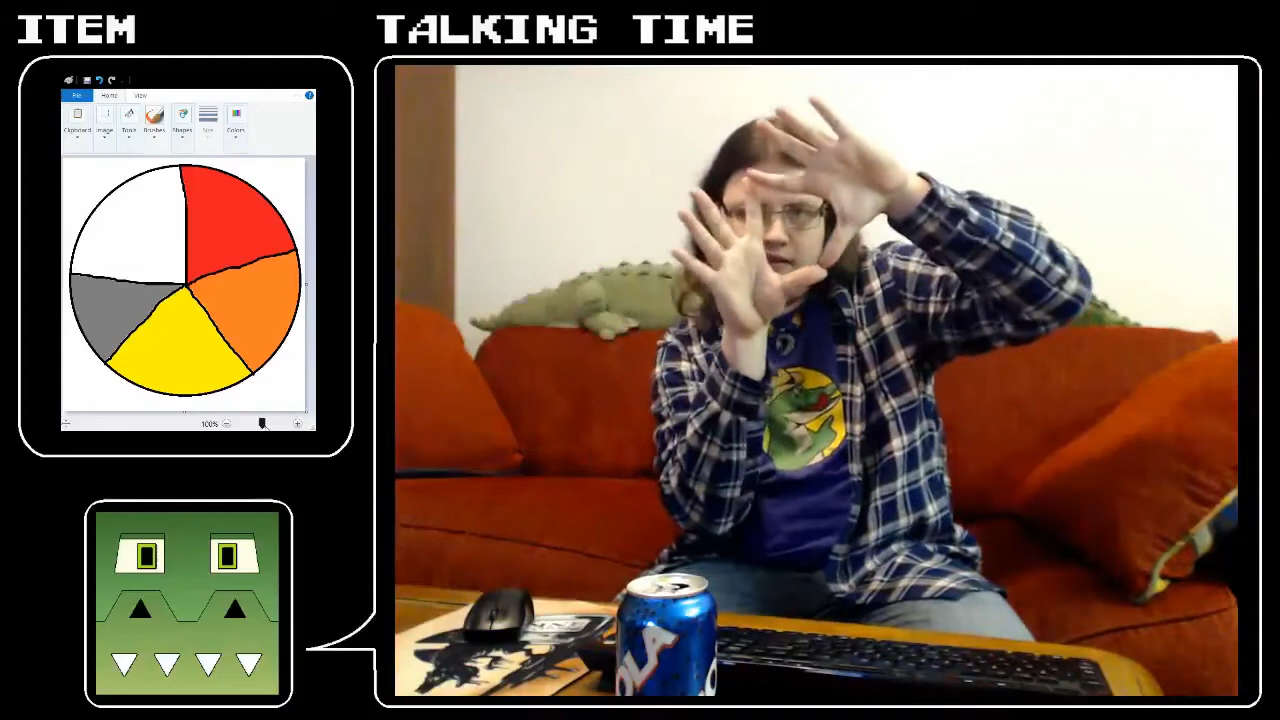 ITEM
TALKING TIME
File Home View
Clipboard Image Tools Brushes Shapes Size Colors
100%
OLA